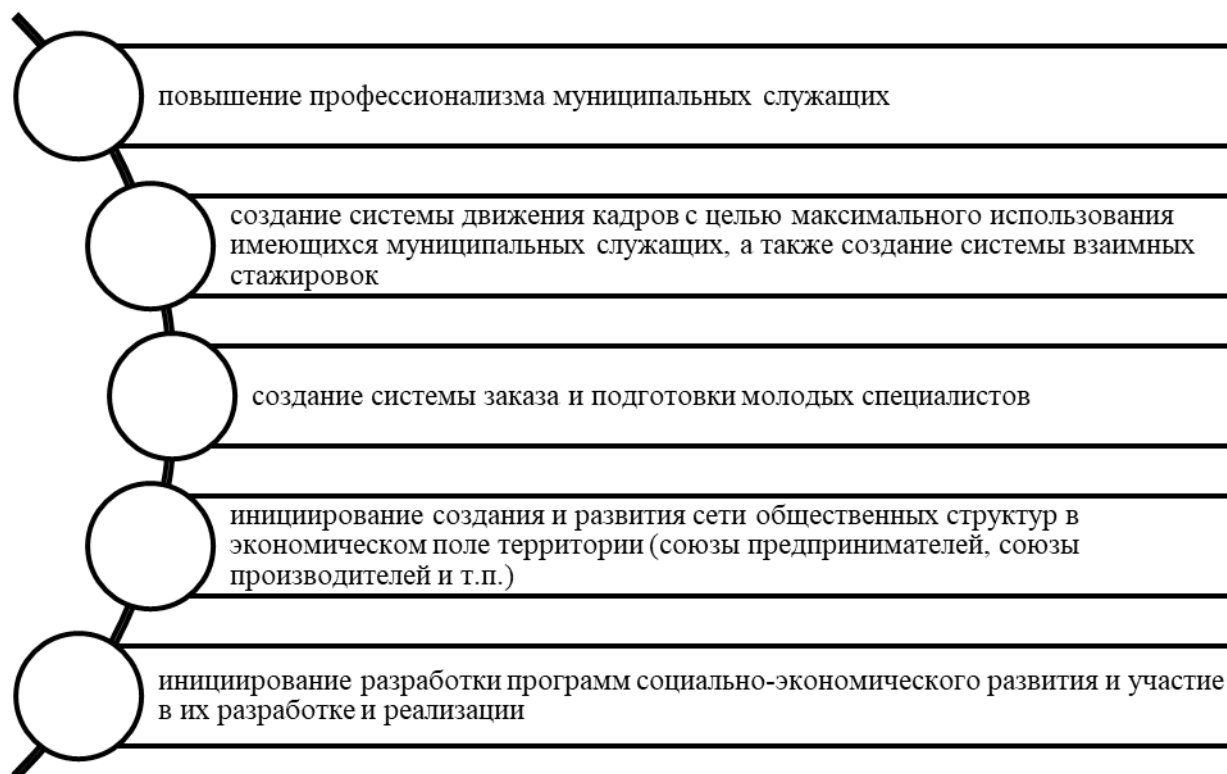 повышение профессионализма муниципальных служащих
создание системы движения кадров с целью максимального использования
имеющихся муниципальных служащих, а также создание системы взаимных
стажировок
создание системы заказа и подготовки молодых специалистов
инициирование создания и развития сети общественных структур в
экономическом поле территории (союзы предпринимателей, союзы
производителей и т.п.)
инициирование разработки программ социально-экономического развития и участие
в их разработке и реализации